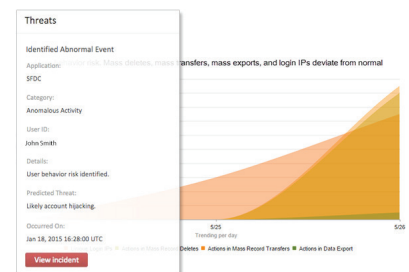 Threats
Identified Abnormal Event
Application:
SFDC
Category:
Anomalous Activity
User ID:
John Smith
Details:
User behavior risk identified.
Predicted Threat:
Likely account hijacking.
Occurred On:
Jan 18, 2015 16:28:00 UTC
View incident
risk. Mass deletes, mass transfers, mass exports, and login IPs deviate from normal
5/25
5/26
Trending per day
Deletes
Actions in Mass Record Transfers
Actions in Data Export